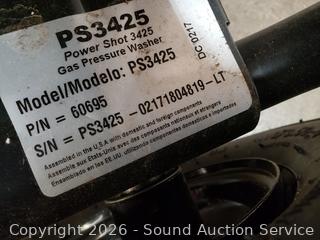 PS3425
Power Shot 3425
Gas Pressure Washer
Model/Modelo: PS3425
P/N = 60695
S/N = PS3425 -02171804819-LT
DC: 0217
Assembled in the U.S.A with domestic and foreign components
Assemblé aux Etats-Unis avec des composants nationaux et étrangers
Ensamblado en las EE.UU. utilizando componentes domésticos e importados
Copyright 2026 - Sound Auction Service